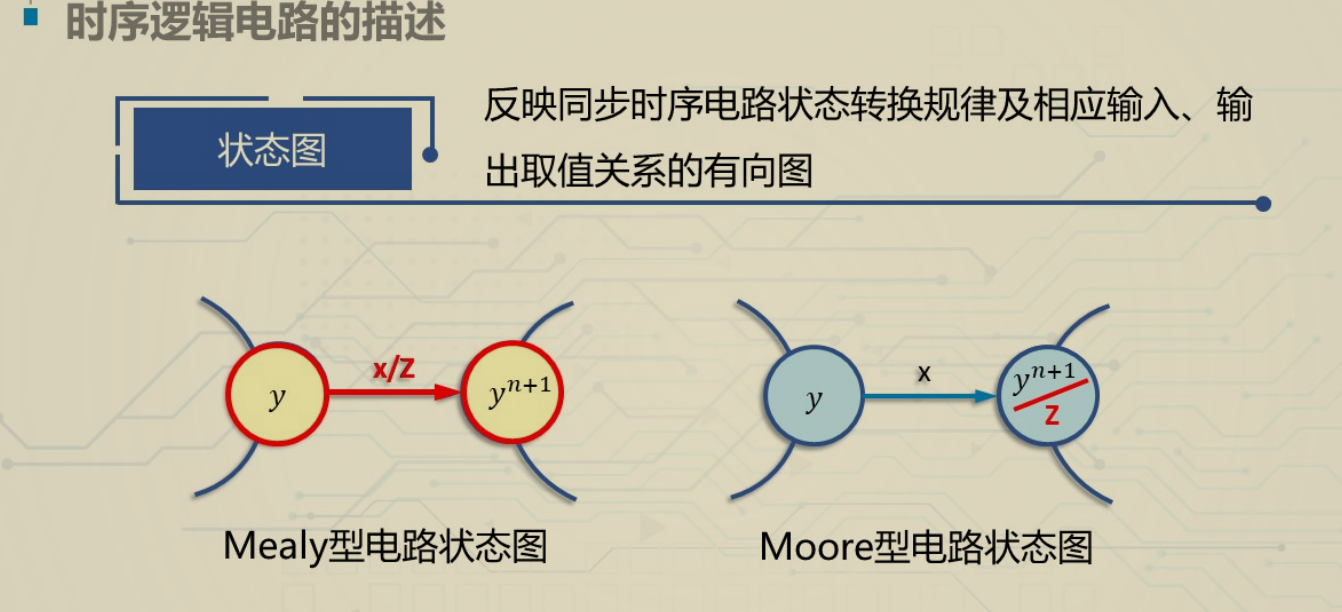 时序逻辑电路的描述
状态图
反映同步时序电路状态转换规律及相应输入、输
出取值关系的有向图
y
x/Z
yⁿ⁺¹
y
x
yⁿ⁺¹
Z
Mealy型电路状态图
Moore型电路状态图